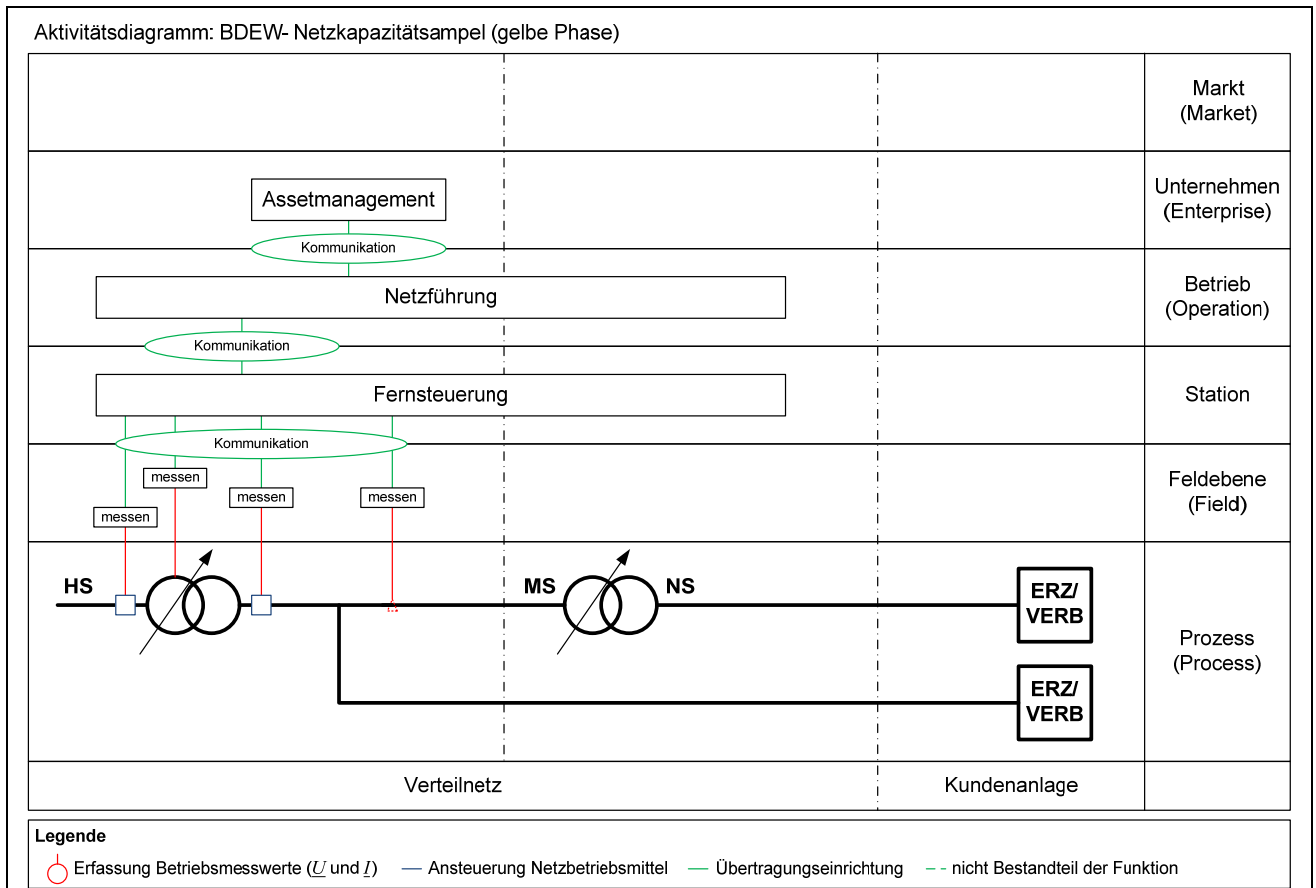 Aktivitätsdiagramm: BDEW- Netzkapazitätsampel (gelbe Phase)
Markt
(Market)
Assetmanagement
Unternehmen
(Enterprise)
Kommunikation
Netzführung
Betrieb
(Operation)
Kommunikation
Fernsteuerung
Station
Kommunikation
messen
messen
messen
messen
Feldebene
(Field)
HS
MS
NS
ERZ/
VERB
Prozess
(Process)
ERZ/
VERB
Verteilnetz
Kundenanlage
Legende
Erfassung Betriebsmesswerte (U und I)
Ansteuerung Netzbetriebsmittel
Übertragungseinrichtung
nicht Bestandteil der Funktion